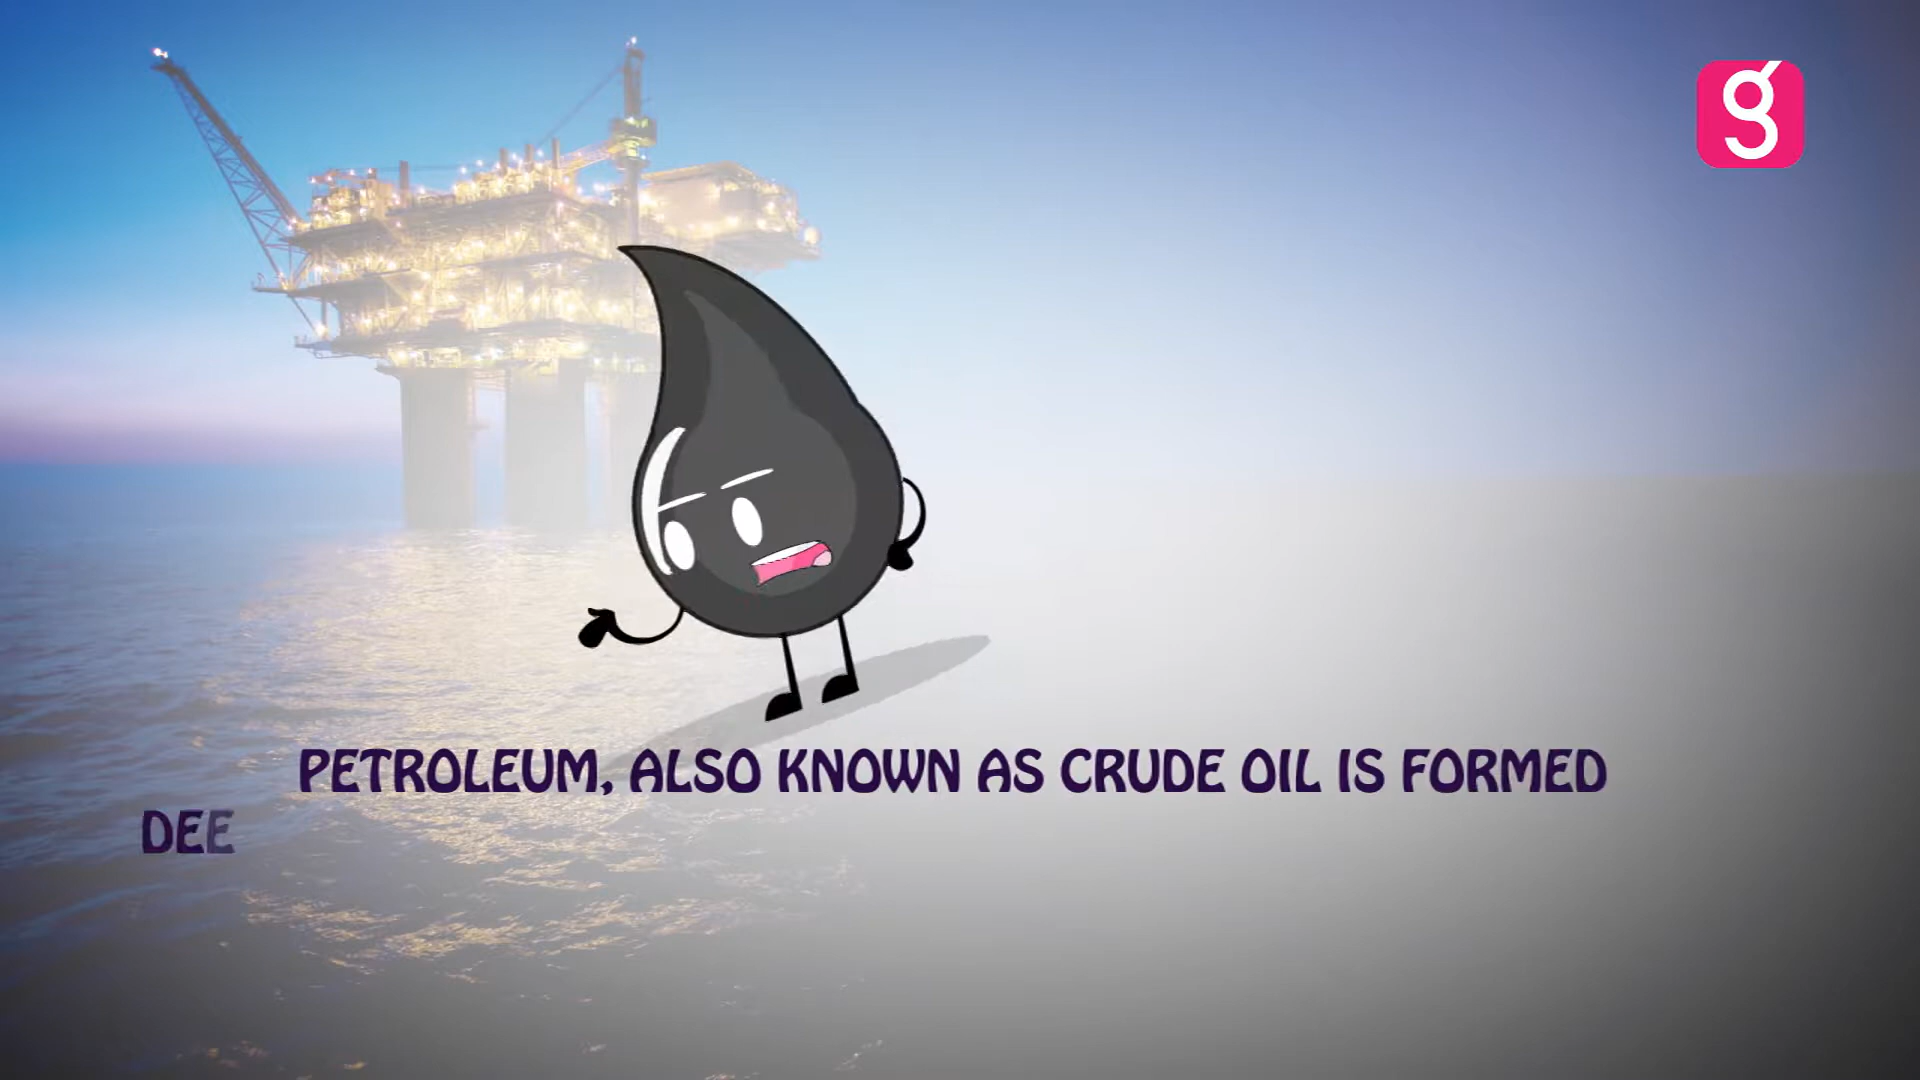 g
PETROLEUM, ALSO KNOWN AS CRUDE OIL IS FORMED
DEE